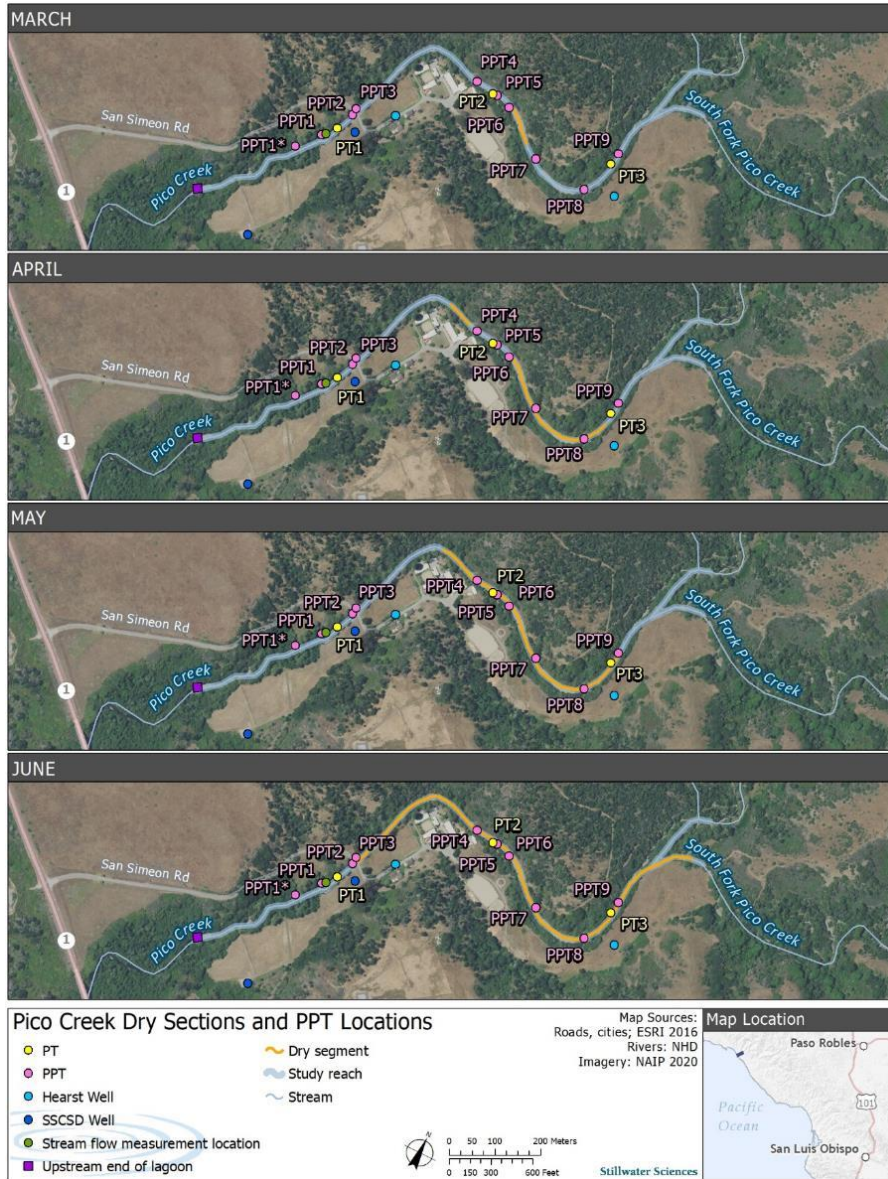 MARCH
San Simeon Rd
PPT1*
PPT1
PPT2
PPT3
PT1
PPT4
PT2
PPT5
PPT6
PPT7
PPT8
PPT9
PT3
Pico Creek
South Fork Pico Creek
1
APRIL
San Simeon Rd
PPT1*
PPT1
PPT2
PPT3
PT1
PPT4
PT2
PPT5
PPT6
PPT7
PPT8
PPT9
PT3
Pico Creek
South Fork Pico Creek
1
MAY
San Simeon Rd
PPT1*
PPT1
PPT2
PPT3
PT1
PPT4
PT2
PPT5
PPT6
PPT7
PPT8
PPT9
PT3
Pico Creek
South Fork Pico Creek
1
JUNE
San Simeon Rd
PPT1*
PPT1
PPT2
PPT3
PT1
PPT4
PT2
PPT5
PPT6
PPT7
PPT8
PPT9
PT3
Pico Creek
South Fork Pico Creek
1
Pico Creek Dry Sections and PPT Locations
PT
PPT
Hearst Well
SSCSD Well
Stream flow measurement location
Upstream end of lagoon
Dry segment
Study reach
Stream
Map Sources:
Roads, cities; ESRI 2016
Rivers: NHD
Imagery: NAIP 2020
N
0 50 100 200 Meters
0 150 300 600 Feet
Stillwater Sciences
Map Location
Paso Robles
101
Pacific
Ocean
San Luis Obispo